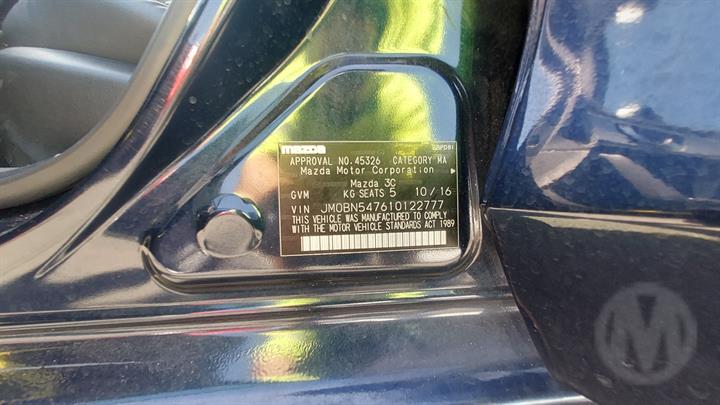 mazda
APPROVAL NO.45326 CATEGORY MA
Mazda Motor Corporation
Mazda 3C
GVM KG SEATS 5 10/16
VIN JM0BN547610122777
THIS VEHICLE WAS MANUFACTURED TO COMPLY
WITH THE MOTOR VEHICLE STANDARDS ACT 1989
M